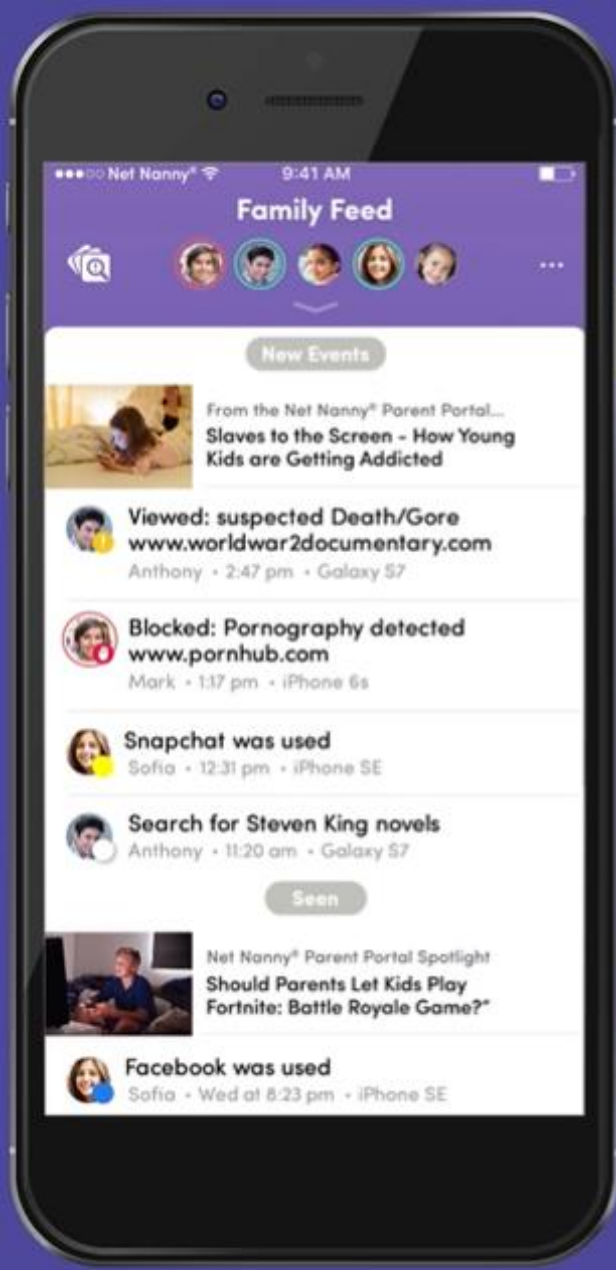 Net Nanny® 9:41 AM
Family Feed
New Events
From the Net Nanny® Parent Portal...
Slaves to the Screen - How Young
Kids are Getting Addicted
Viewed: suspected Death/Gore
www.worldwar2documentary.com
Anthony • 2:47 pm • Galaxy S7
Blocked: Pornography detected
www.pornhub.com
Mark • 1:17 pm • iPhone 6s
Snapchat was used
Sofia • 12:31 pm • iPhone SE
Search for Steven King novels
Anthony • 11:20 am • Galaxy S7
Seen
Net Nanny® Parent Portal Spotlight
Should Parents Let Kids Play
Fortnite: Battle Royale Game?"
Facebook was used
Sofia • Wed at 8:23 pm • iPhone SE